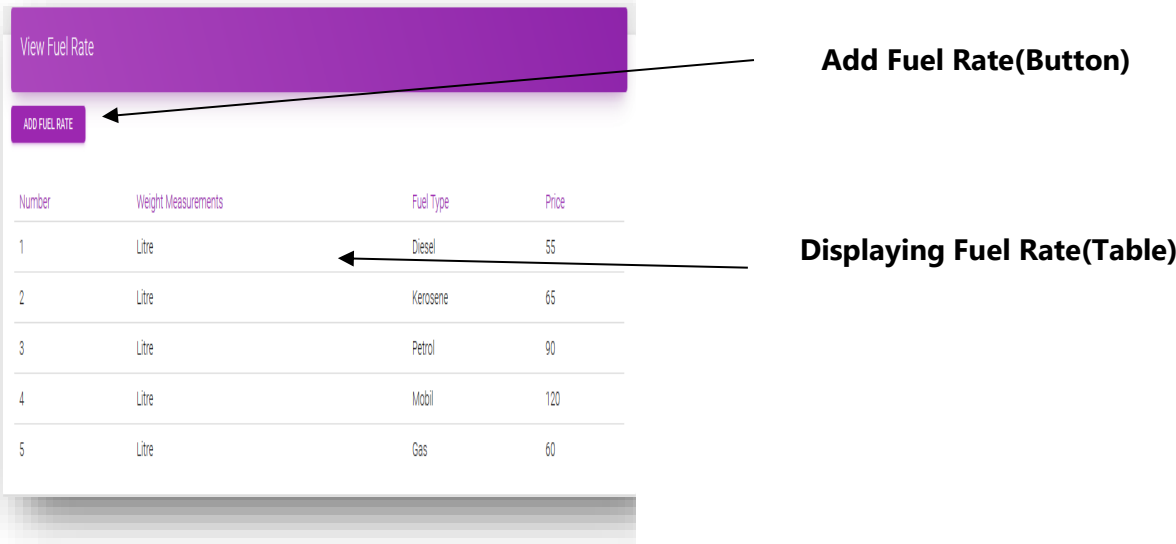 View Fuel Rate
Add Fuel Rate(Button)
ADD FUEL RATE
Number Weight Measurements Fuel Type Price
1 Litre Diesel 55
Displaying Fuel Rate(Table)
2 Litre Kerosene 65
3 Litre Petrol 90
4 Litre Mobil 120
5 Litre Gas 60